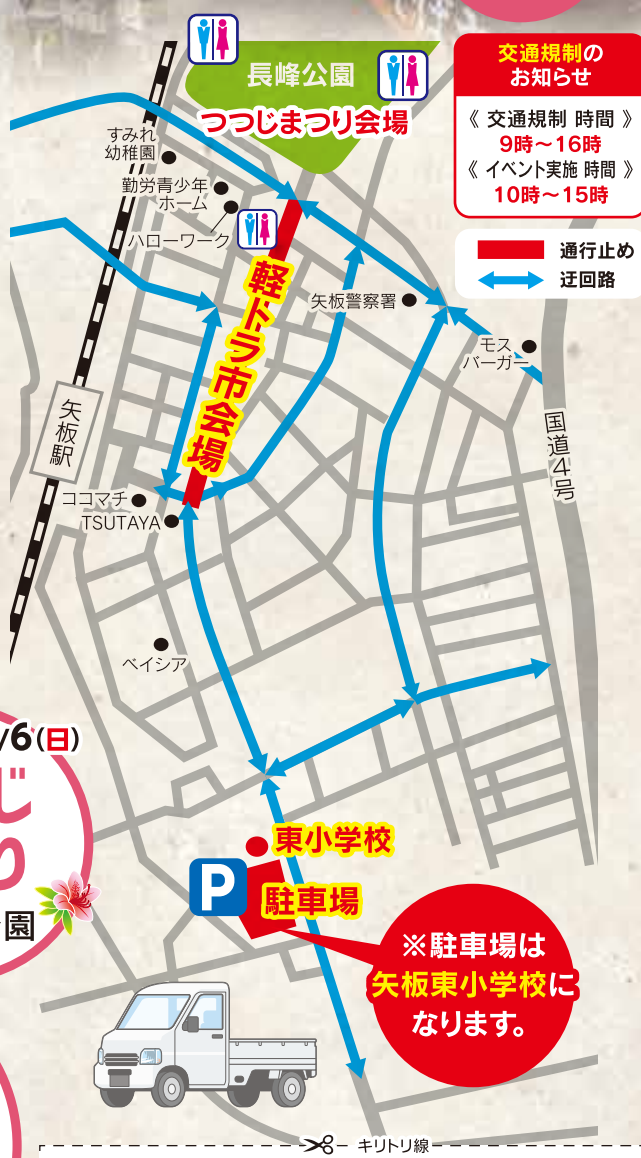 交通規制の
お知らせ
《 交通規制 時間 》
9時～16時
《 イベント実施 時間 》
10時～15時
通行止め
迂回路
長峰公園
つつじまつり会場
すみれ
幼稚園
勤労青少年
ホーム
ハローワーク
軽トラ市会場
矢板警察署
モス
バーガー
国道4号
矢板駅
ココマチ
TSUTAYA
ベイシア
/6(日)
じ
り
園
東小学校
P
駐車場
※駐車場は
矢板東小学校に
なります。
キリトリ線